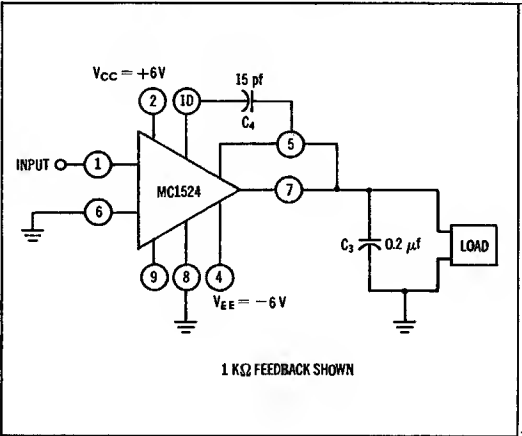 VCC = +6V
15 pf
2
10
C4
5
INPUT
1
MC1524
7
6
C3
0.2 μf
LOAD
9
8
4
VEE = -6V
1 KΩ FEEDBACK SHOWN